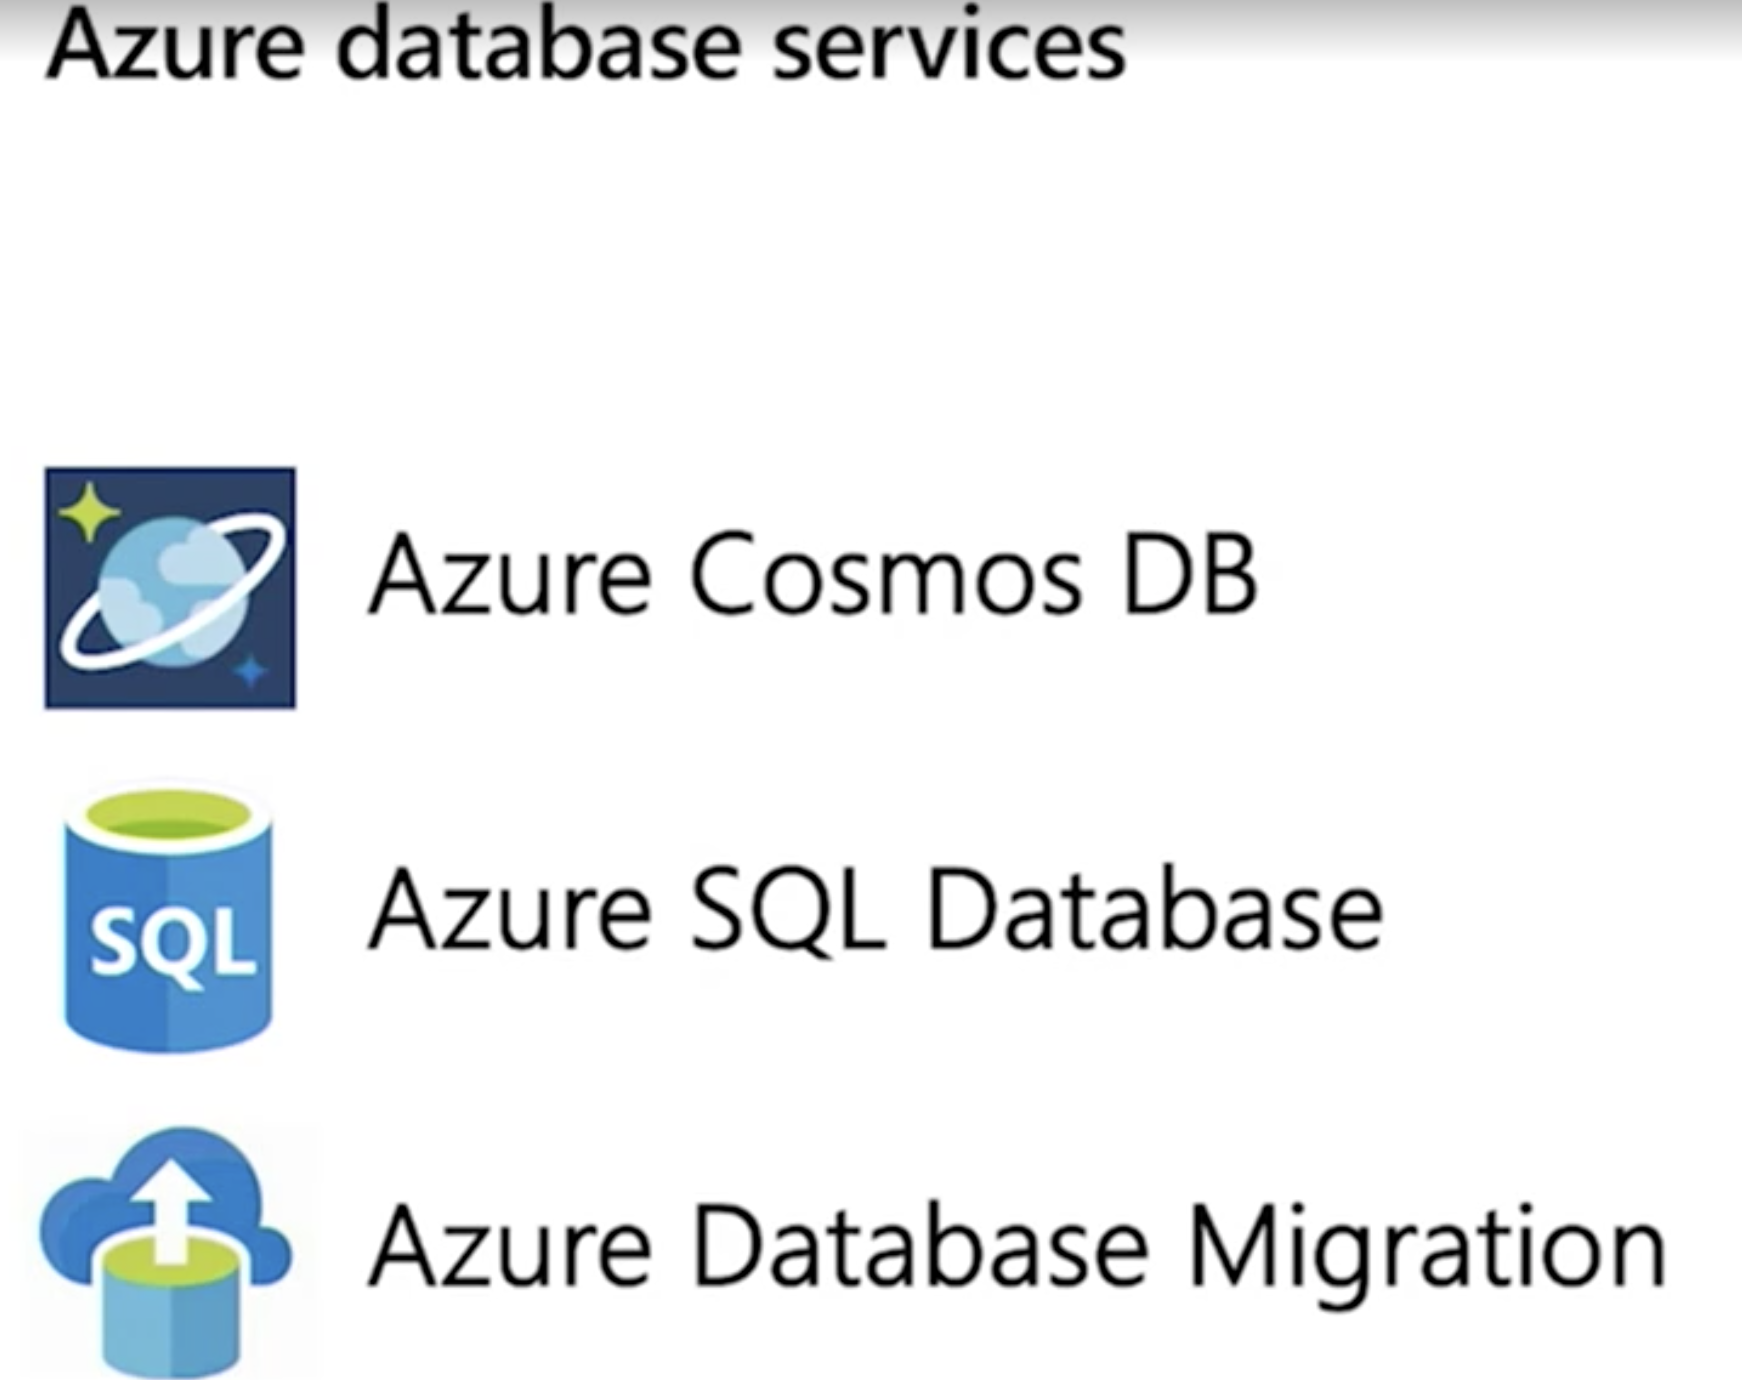 Azure database services
Azure Cosmos DB
SQL
Azure SQL Database
Azure Database Migration